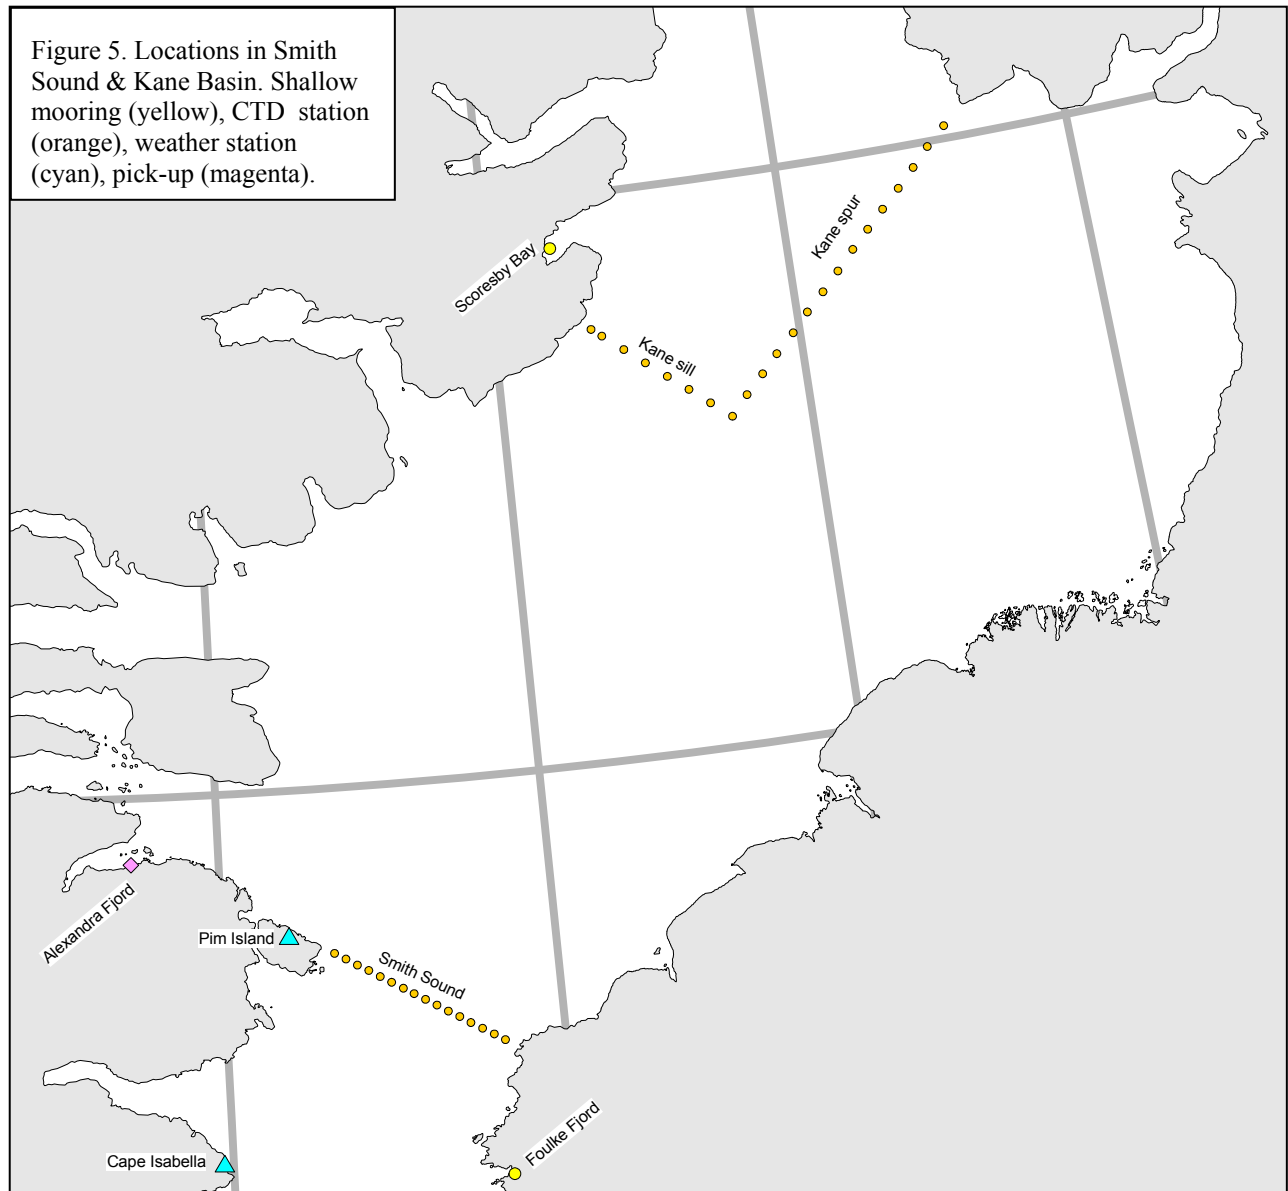 Figure 5. Locations in Smith
Sound & Kane Basin. Shallow
mooring (yellow), CTD  station
(orange), weather station
(cyan), pick-up (magenta).
Kane spur
Scoresby Bay
Kane sill
Alexandra Fjord
Pim Island
Smith Sound
Foulke Fjord
Cape Isabella